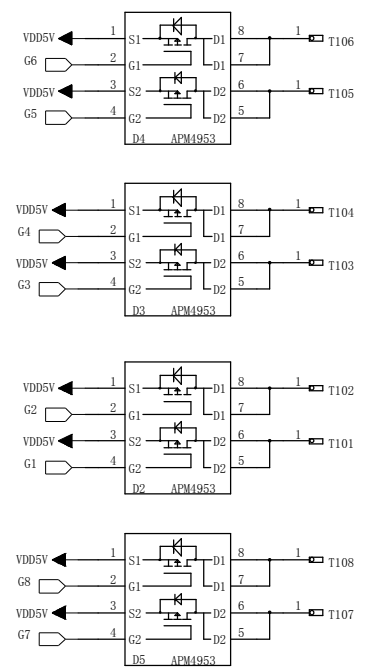 1 8 1
VDD5V S1 D1 T106
G6 2 G1 D1 7
VDD5V 3 S2 D2 6 1 T105
G5 4 G2 D2 5
D4 APM4953
1 8 1
VDD5V S1 D1 T104
G4 2 G1 D1 7
VDD5V 3 S2 D2 6 1 T103
G3 4 G2 D2 5
D3 APM4953
1 8 1
VDD5V S1 D1 T102
G2 2 G1 D1 7
VDD5V 3 S2 D2 6 1 T101
G1 4 G2 D2 5
D2 APM4953
1 8 1
VDD5V S1 D1 T108
G8 2 G1 D1 7
VDD5V 3 S2 D2 6 1 T107
G7 4 G2 D2 5
D5 APM4953